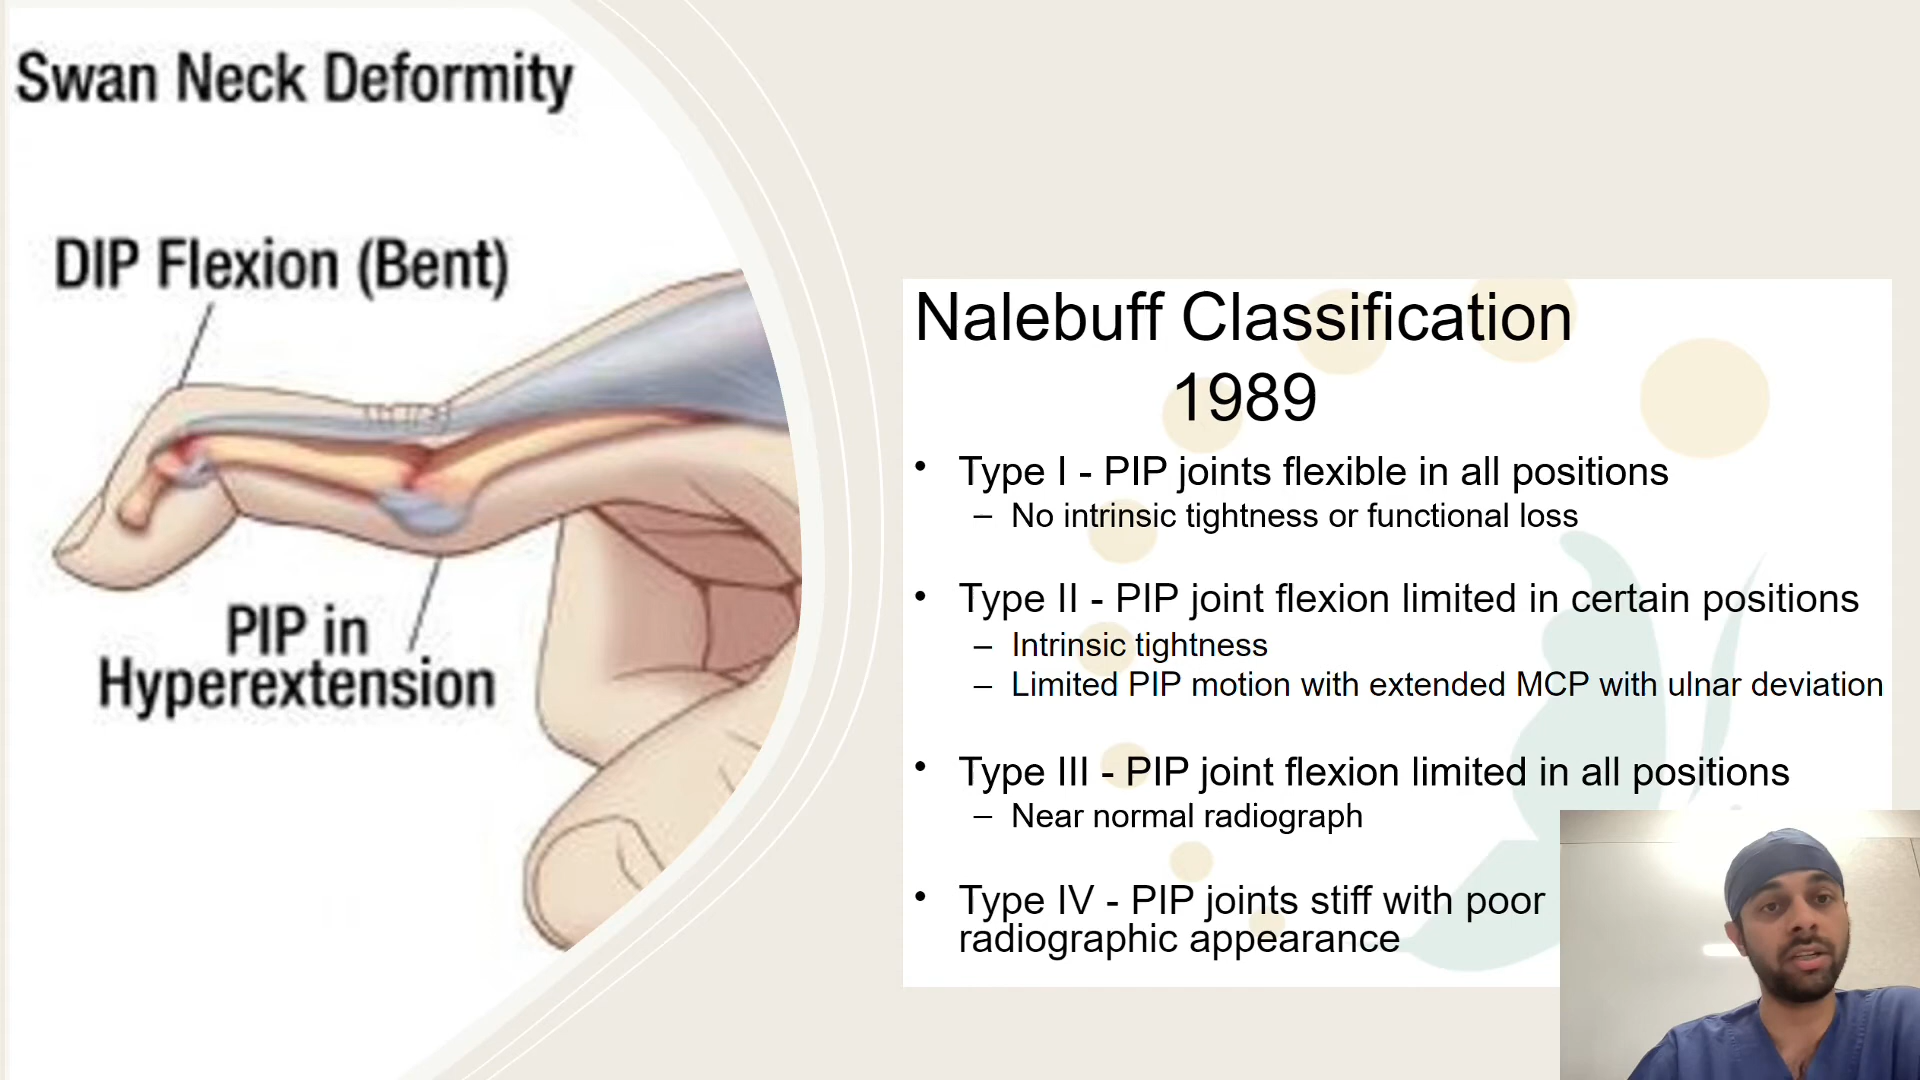 Swan Neck Deformity
DIP Flexion (Bent)
PIP in
Hyperextension
Nalebuff Classification
1989
• Type I - PIP joints flexible in all positions
– No intrinsic tightness or functional loss
• Type II - PIP joint flexion limited in certain positions
– Intrinsic tightness
– Limited PIP motion with extended MCP with ulnar deviation
• Type III - PIP joint flexion limited in all positions
– Near normal radiograph
• Type IV - PIP joints stiff with poor
radiographic appearance